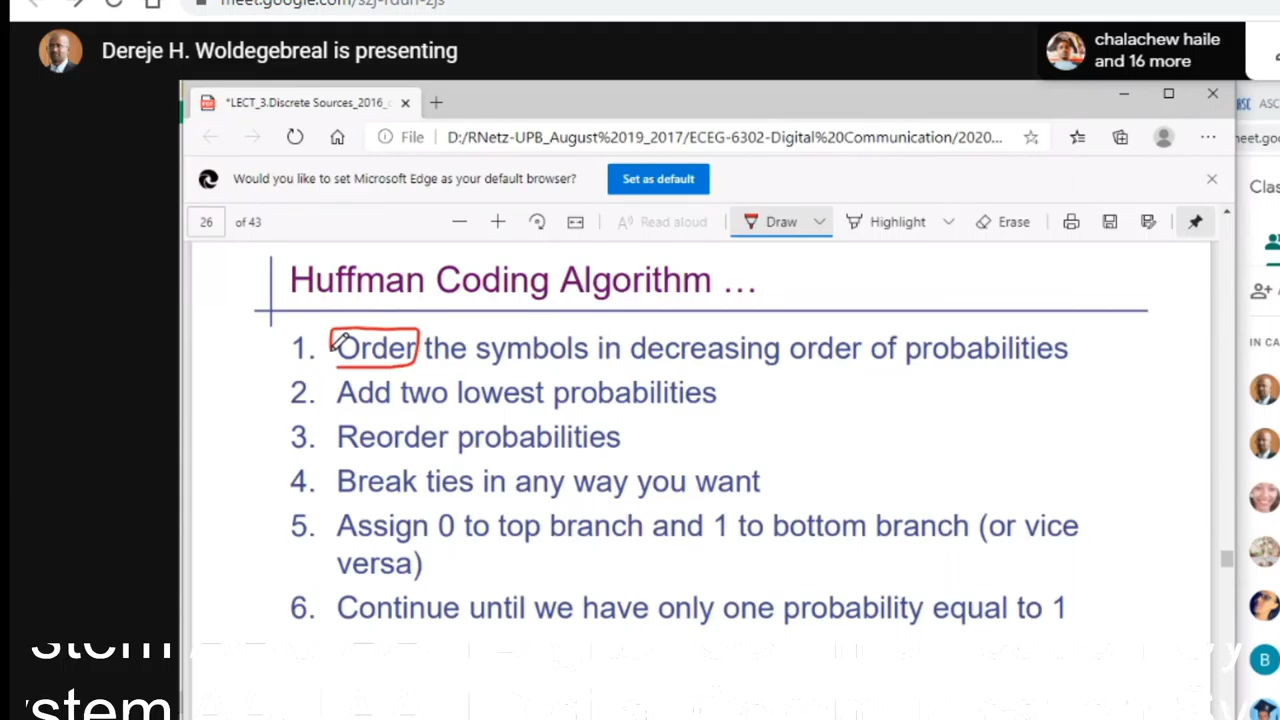 meet.google.com/szj-rdun-zjs
Dereje H. Woldegebreal is presenting
chalachew haile
and 16 more
*LECT_3.Discrete Sources_2016_
ASC
File
D:/RNetz-UPB_August%2019_2017/ECEG-6302-Digital%20Communication/2020...
neet.go
Would you like to set Microsoft Edge as your default browser?
Set as default
Clas
26
of 43
Read aloud
Draw
Highlight
Erase
Huffman Coding Algorithm …
1. Order the symbols in decreasing order of probabilities
2. Add two lowest probabilities
3. Reorder probabilities
4. Break ties in any way you want
5. Assign 0 to top branch and 1 to bottom branch (or vice
versa)
6. Continue until we have only one probability equal to 1
IN CA
B